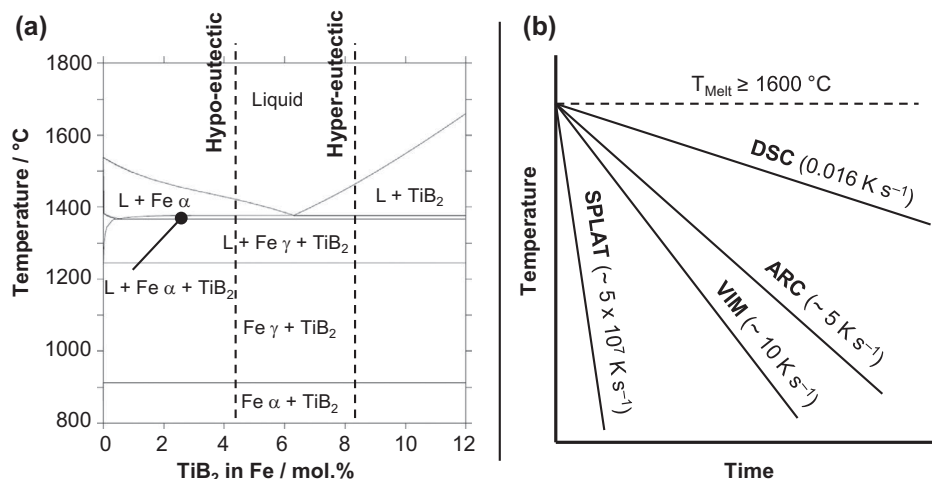 (a)
Temperature / °C
1800
1600
1400
1200
1000
800
0
2
4
6
8
10
12
TiB₂ in Fe / mol.%
Hypo-eutectic
Hyper-eutectic
Liquid
L + Fe α
L + TiB₂
L + Fe γ + TiB₂
L + Fe α + TiB₂
Fe γ + TiB₂
Fe α + TiB₂
(b)
Temperature
Time
T_Melt ≥ 1600 °C
DSC (0.016 K s⁻¹)
ARC (~ 5 K s⁻¹)
VIM (~ 10 K s⁻¹)
SPLAT (~ 5 x 10⁷ K s⁻¹)